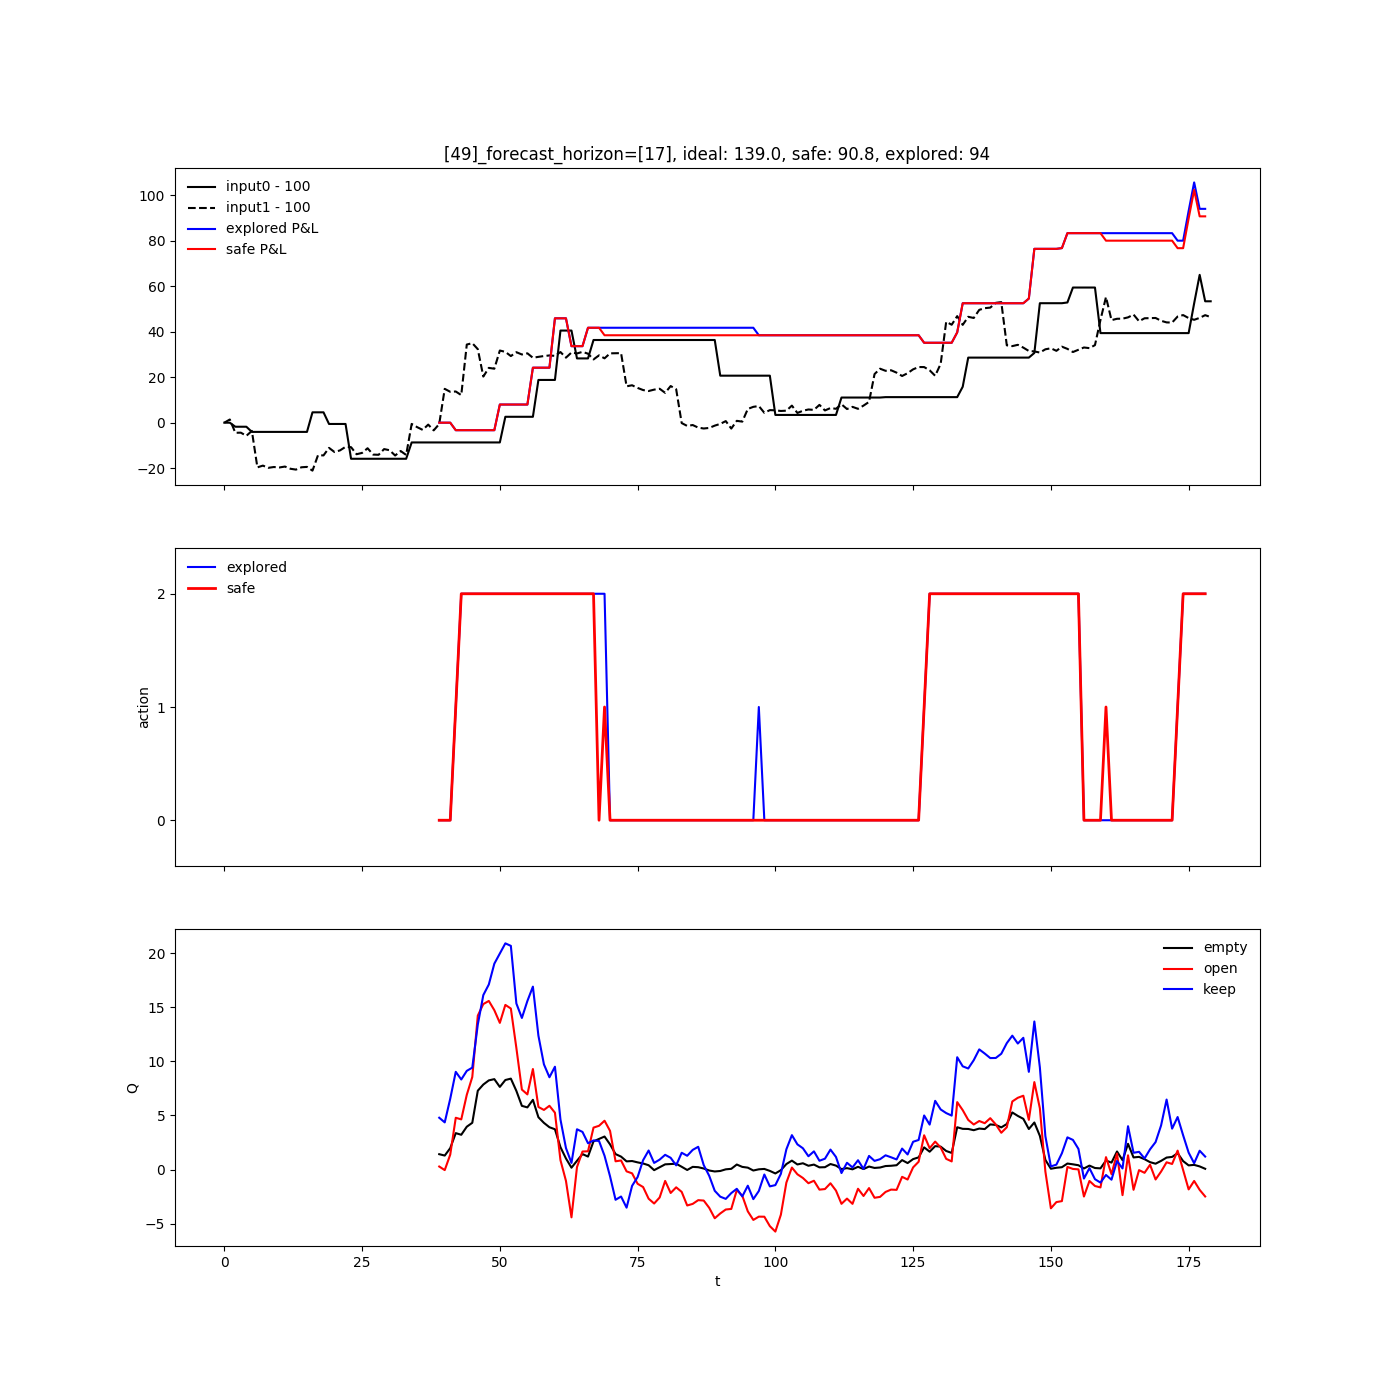 [49]_forecast_horizon=[17], ideal: 139.0, safe: 90.8, explored: 94
input0 - 100
input1 - 100
explored P&L
safe P&L
100
80
60
40
20
0
−20
explored
safe
2
1
0
action
empty
open
keep
20
15
10
5
0
−5
Q
0 25 50 75 100 125 150 175
t